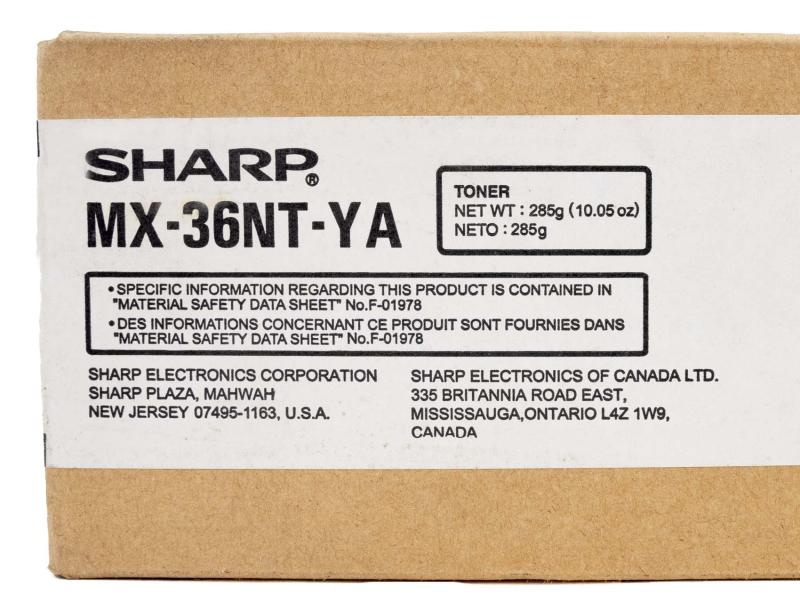 SHARP®
MX-36NT-YA
TONER
NET WT : 285g (10.05 oz)
NETO : 285g
• SPECIFIC INFORMATION REGARDING THIS PRODUCT IS CONTAINED IN
"MATERIAL SAFETY DATA SHEET" No.F-01978
• DES INFORMATIONS CONCERNANT CE PRODUIT SONT FOURNIES DANS
"MATERIAL SAFETY DATA SHEET" No.F-01978
SHARP ELECTRONICS CORPORATION
SHARP PLAZA, MAHWAH
NEW JERSEY 07495-1163, U.S.A.
SHARP ELECTRONICS OF CANADA LTD.
335 BRITANNIA ROAD EAST,
MISSISSAUGA,ONTARIO L4Z 1W9,
CANADA